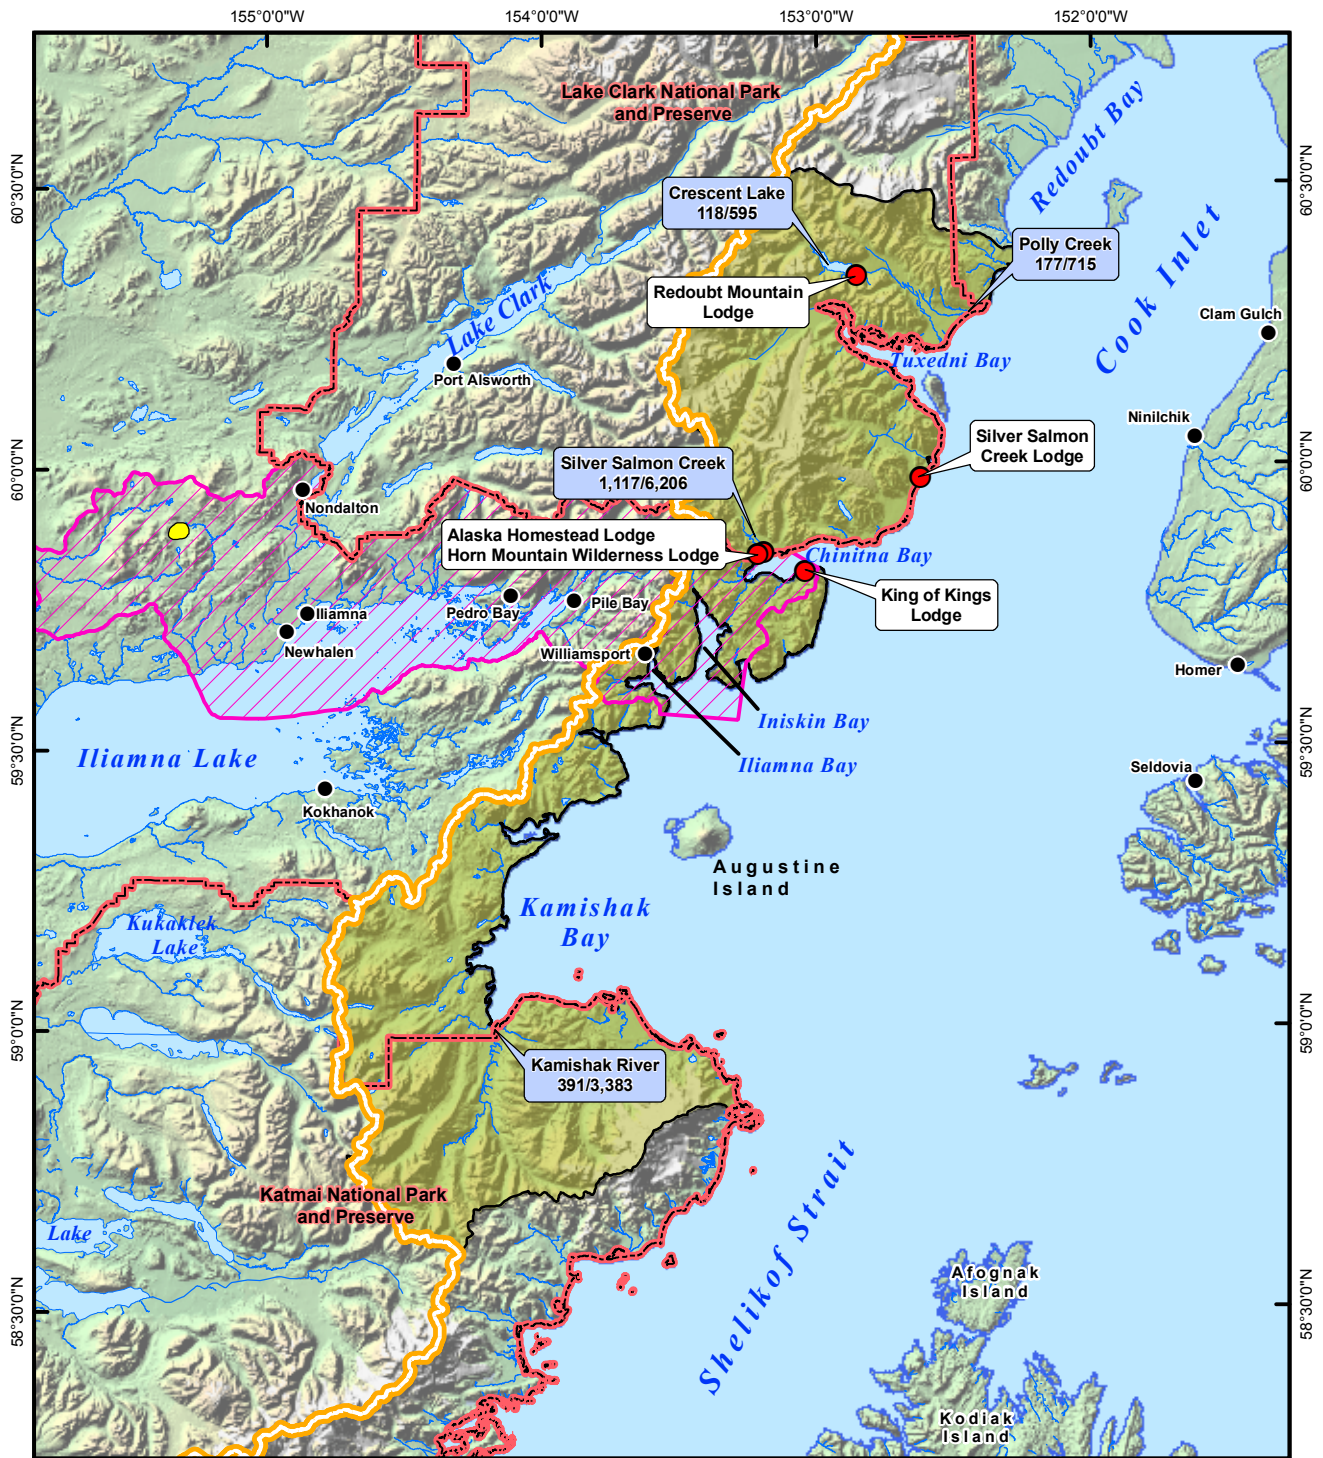 155°0'0"W
154°0'0"W
153°0'0"W
152°0'0"W
Lake Clark National Park
and Preserve
Redoubt Bay
60°30'0"N
60°30'0"N
Crescent Lake
118/595
Cook Inlet
Polly Creek
177/715
Redoubt Mountain
Lodge
Lake Clark
Clam Gulch
Tuxedni Bay
Port Alsworth
Ninilchik
Silver Salmon
Creek Lodge
60°0'0"N
60°0'0"N
Silver Salmon Creek
1,117/6,206
Nondalton
Alaska Homestead Lodge
Horn Mountain Wilderness Lodge
Chinitna Bay
King of Kings
Lodge
Iliamna
Pedro Bay
Pile Bay
Newhalen
Williamsport
Homer
Iniskin Bay
59°30'0"N
59°30'0"N
Iliamna Lake
Iliamna Bay
Seldovia
Kokhanok
Augustine
Island
Kamishak
Bay
Kukaklek
Lake
59°0'0"N
59°0'0"N
Kamishak River
391/3,383
Katmai National Park
and Preserve
Shelikof Strait
Lake
Afognak
Island
58°30'0"N
58°30'0"N
Kodiak
Island